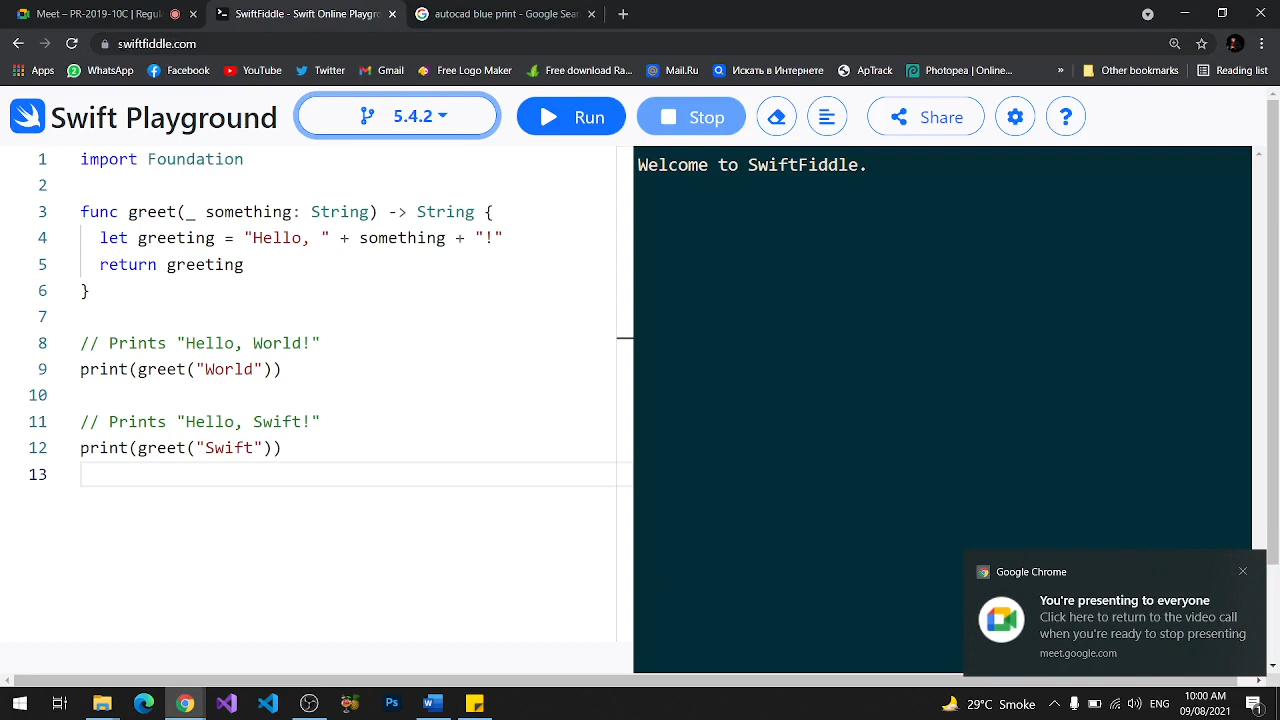 Meet – PR-2019-10C | Regul
SwiftFiddle - Swift Online Playgro
autocad blue print - Google Sear
swiftfiddle.com
Apps
WhatsApp
Facebook
YouTube
Twitter
Gmail
Free Logo Maker
Free download Ra...
Mail.Ru
Искать в Интернете
ApTrack
Photopea | Online...
»
Other bookmarks
Reading list
Swift Playground
5.4.2
Run
Stop
Share
?
1 import Foundation
2
3 func greet(_ something: String) -> String {
4 let greeting = "Hello, " + something + "!"
5 return greeting
6 }
7
8 // Prints "Hello, World!"
9 print(greet("World"))
10
11 // Prints "Hello, Swift!"
12 print(greet("Swift"))
13
Welcome to SwiftFiddle.
Google Chrome
You're presenting to everyone
Click here to return to the video call
when you're ready to stop presenting
meet.google.com
Ps
W
29°C Smoke
ENG
10:00 AM
09/08/2021